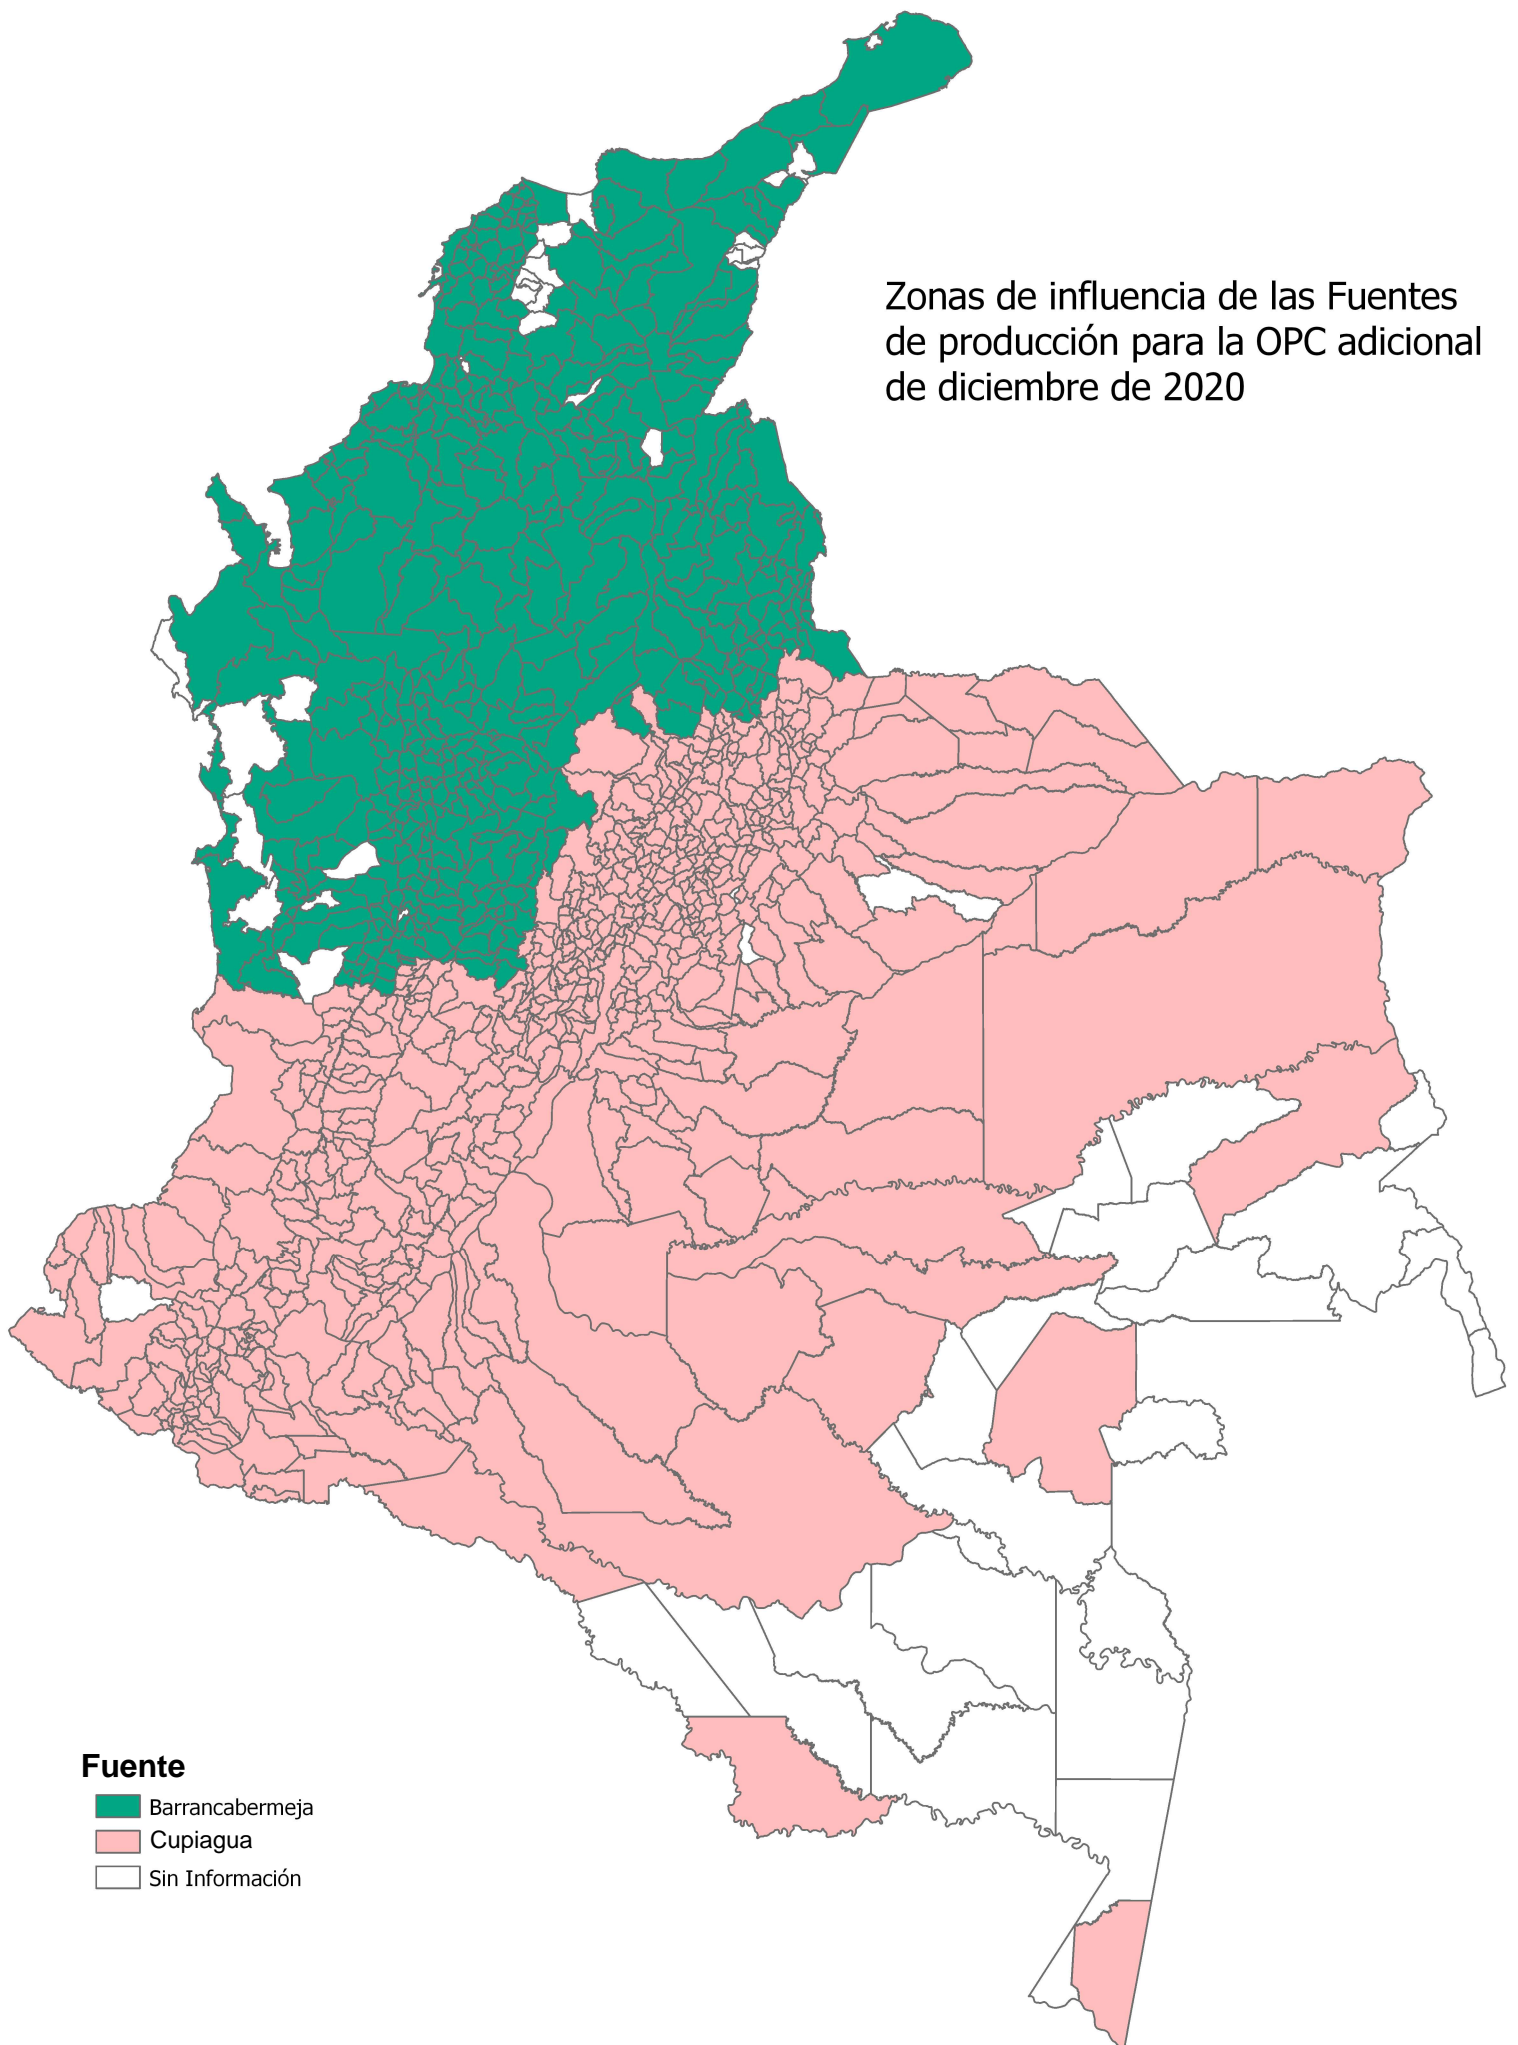 Zonas de influencia de las Fuentes
de producción para la OPC adicional
de diciembre de 2020
Fuente
Barrancabermeja
Cupiagua
Sin Información